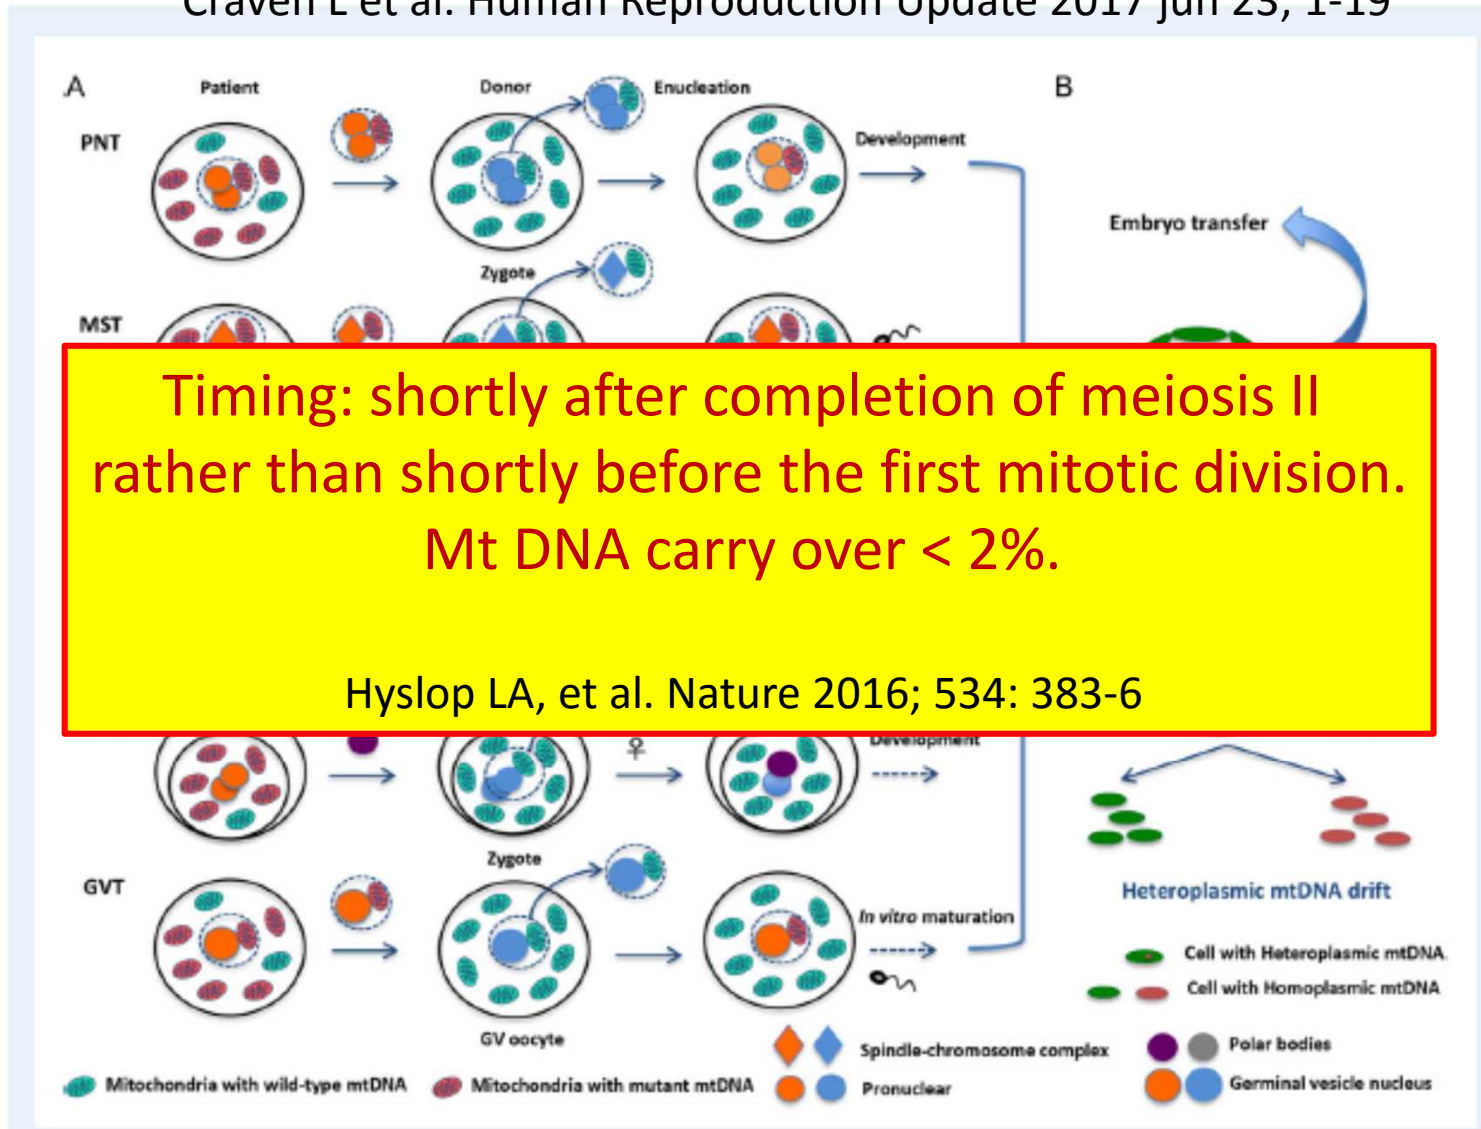 Craven L et al. Human Reproduction Update 2017 jun 23, 1-19
A
Patient
Donor
Enucleation
B
PNT
Development
Embryo transfer
Zygote
MST
Timing: shortly after completion of meiosis II
rather than shortly before the first mitotic division.
Mt DNA carry over < 2%.
Hyslop LA, et al. Nature 2016; 534: 383-6
♀
Development
Zygote
GVT
Heteroplasmic mtDNA drift
In vitro maturation
Cell with Heteroplasmic mtDNA
Cell with Homoplasmic mtDNA
GV oocyte
Spindle-chromosome complex
Polar bodies
Mitochondria with wild-type mtDNA
Mitochondria with mutant mtDNA
Pronuclear
Germinal vesicle nucleus